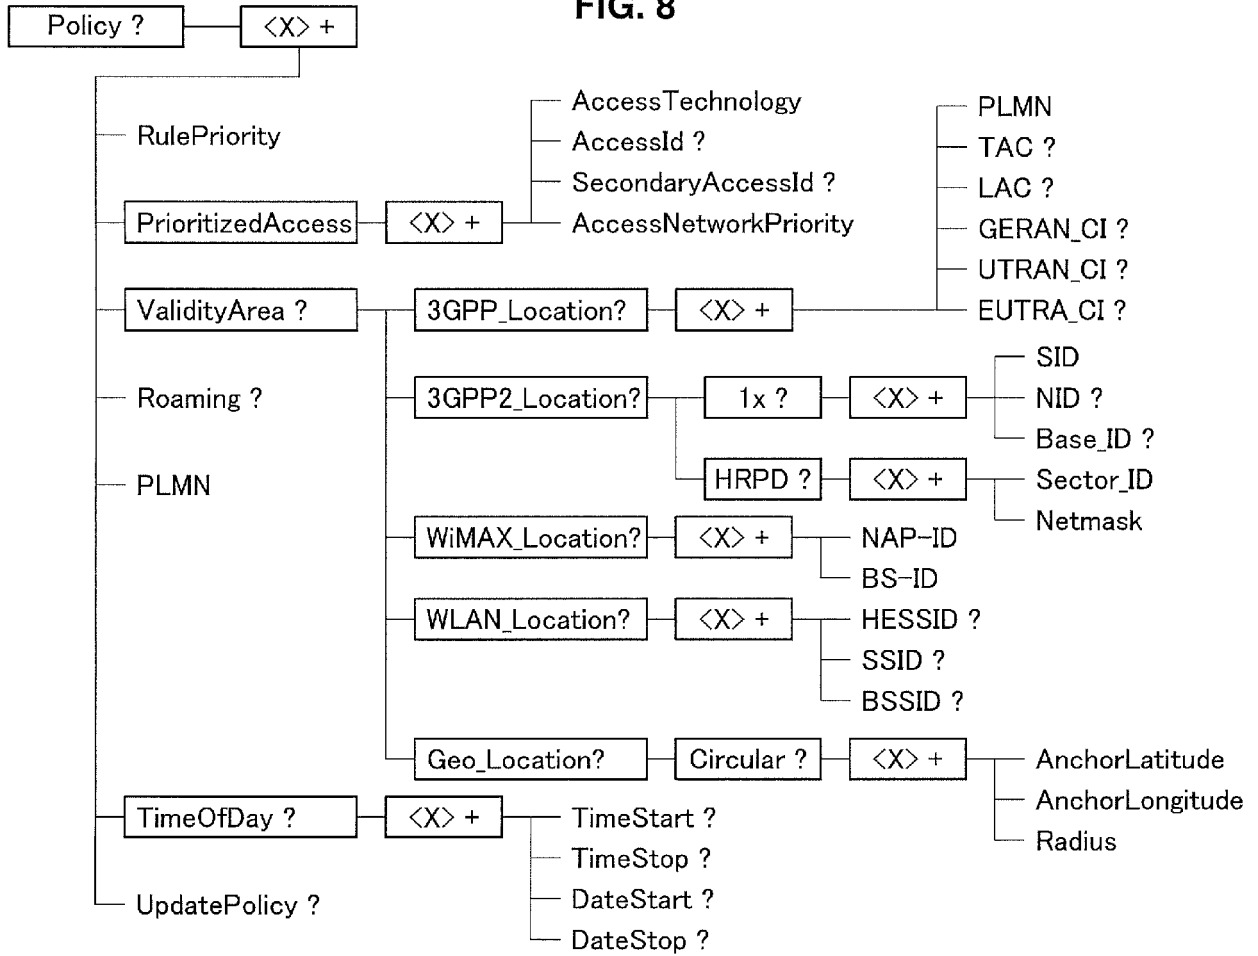 FIG. 8
Policy ? <X> +
AccessTechnology
PLMN
RulePriority
AccessId ?
TAC ?
SecondaryAccessId ?
LAC ?
PrioritizedAccess <X> + AccessNetworkPriority
GERAN_CI ?
UTRAN_CI ?
ValidityArea ? 3GPP_Location? <X> + EUTRA_CI ?
SID
Roaming ? 3GPP2_Location? 1x ? <X> + NID ?
Base_ID ?
PLMN HRPD ? <X> + Sector_ID
Netmask
WiMAX_Location? <X> + NAP-ID
BS-ID
WLAN_Location? <X> + HESSID ?
SSID ?
BSSID ?
Geo_Location? Circular ? <X> + AnchorLatitude
AnchorLongitude
TimeOfDay ? <X> + TimeStart ?
Radius
TimeStop ?
UpdatePolicy ? DateStart ?
DateStop ?